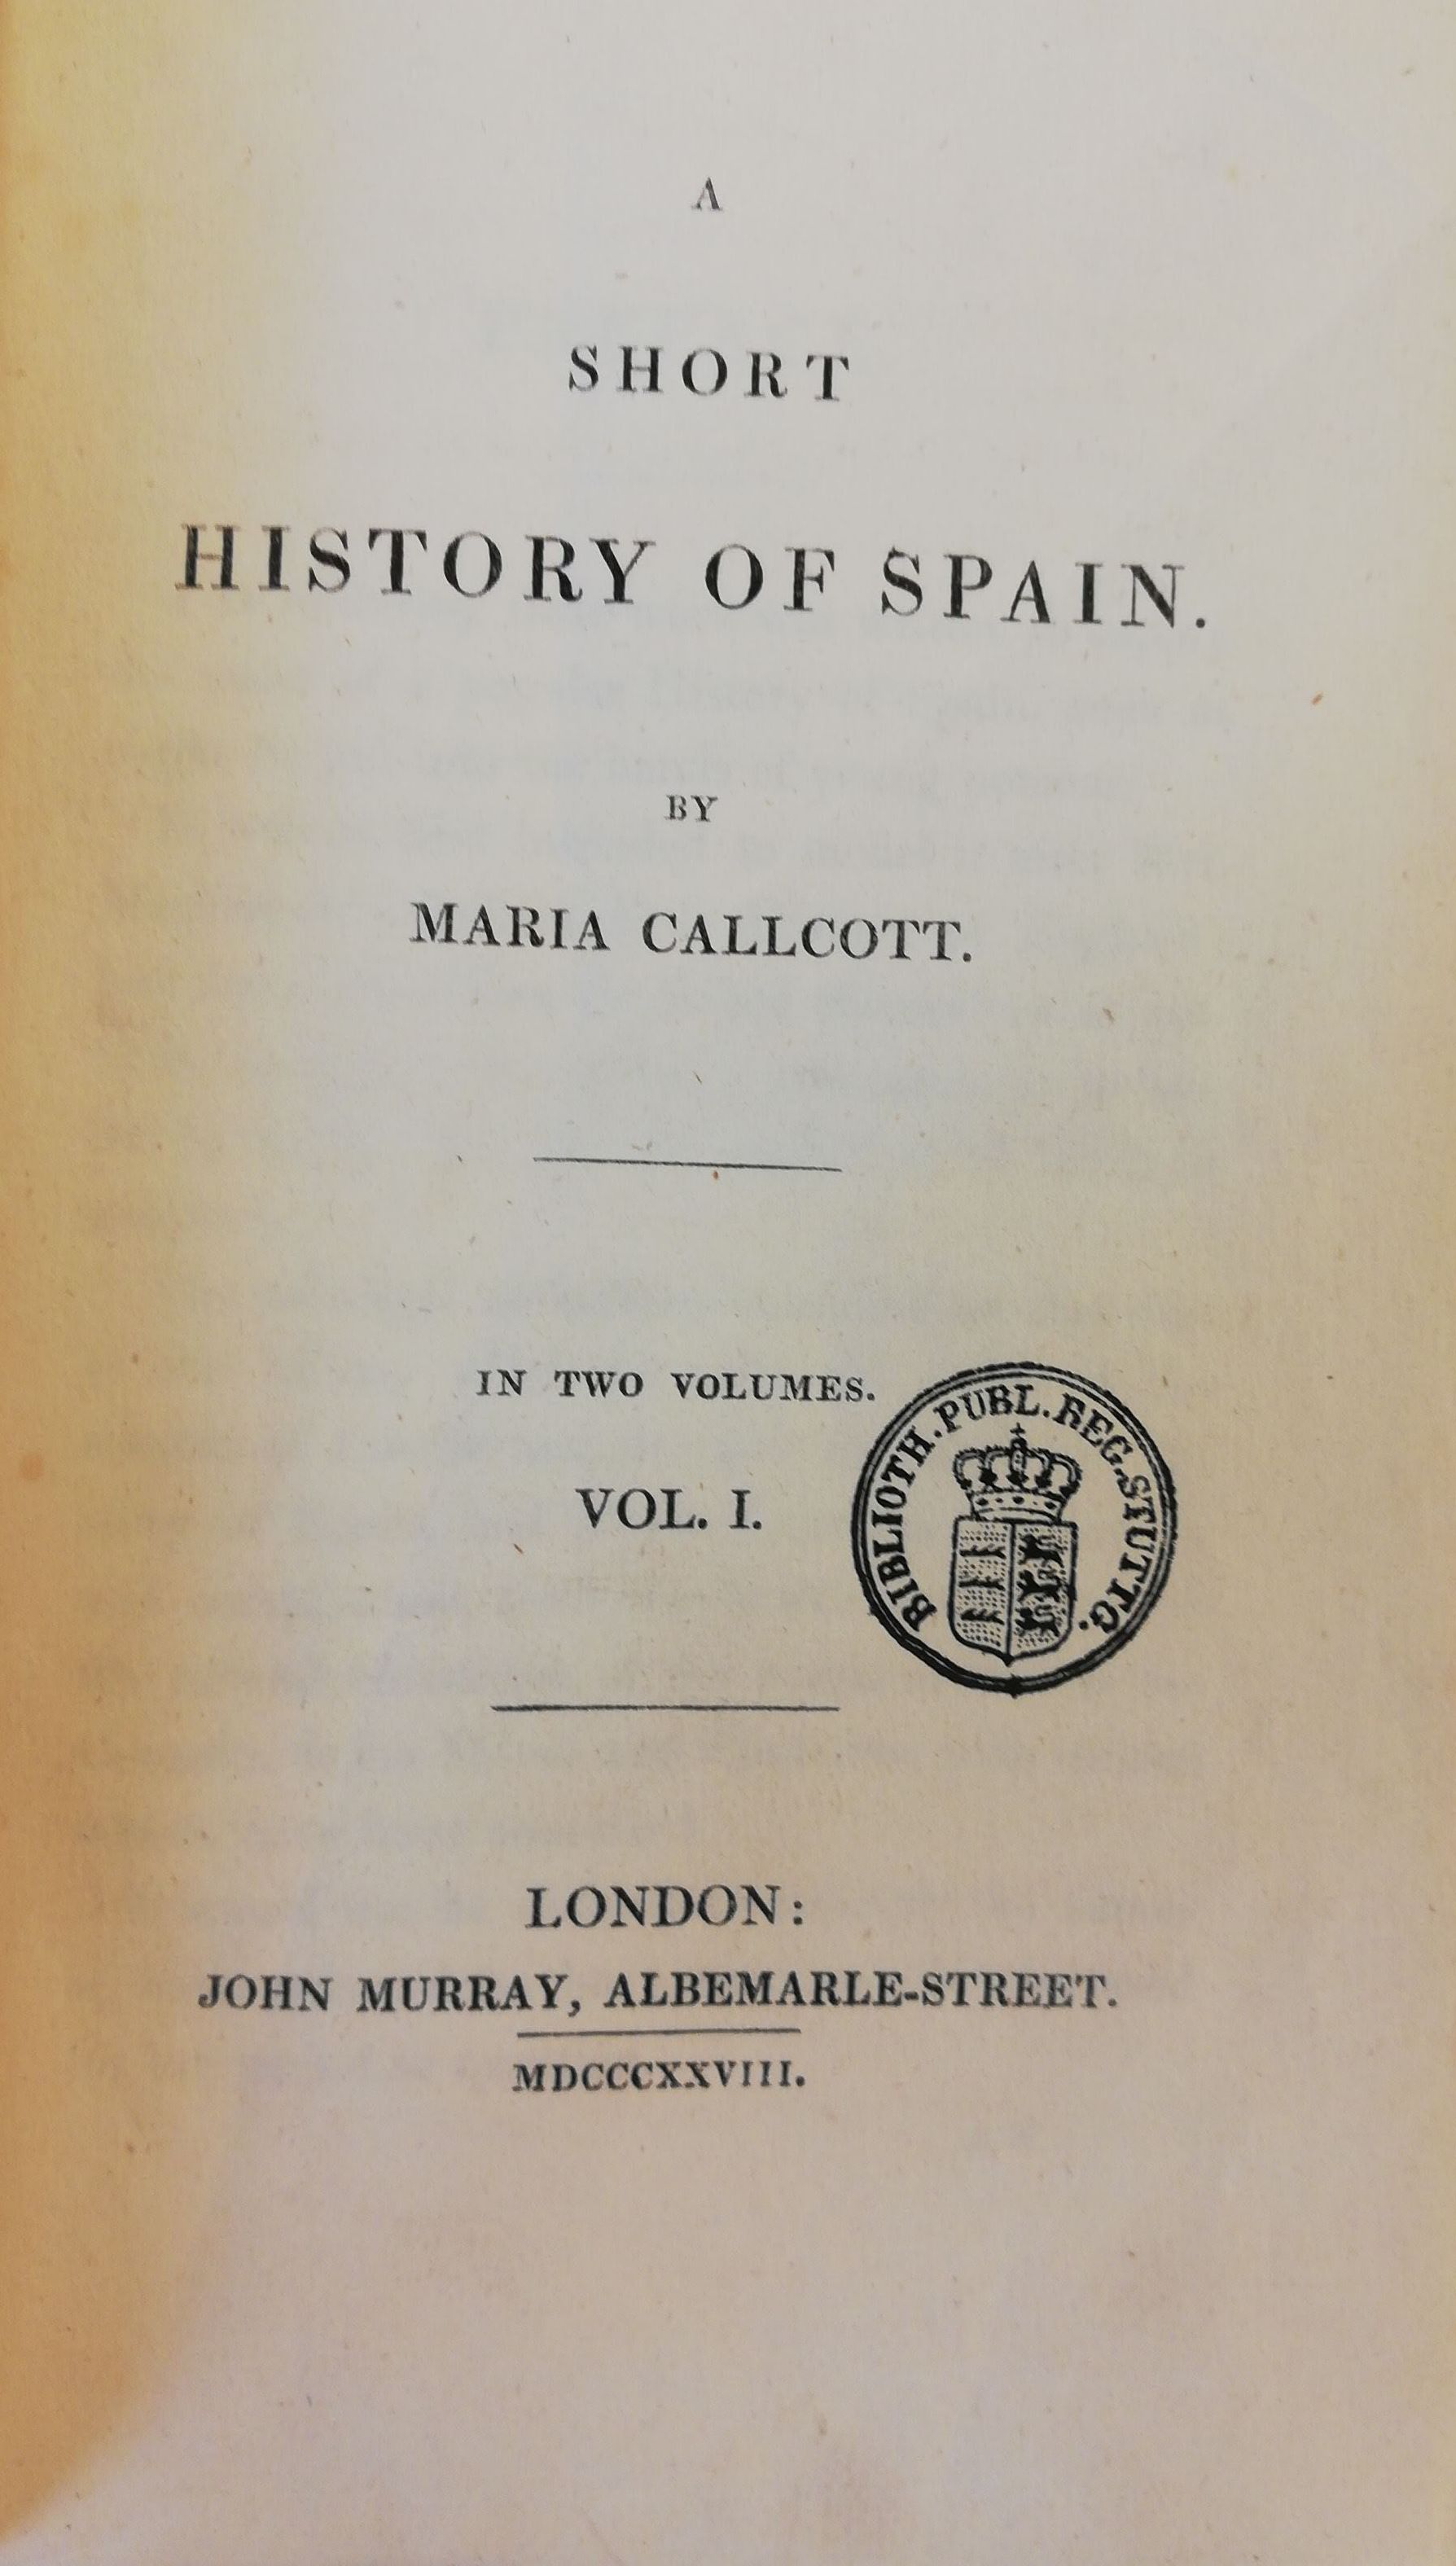 A
SHORT
HISTORY OF SPAIN.
BY
MARIA CALLCOTT.
IN TWO VOLUMES.
VOL. I.
BIBLIOTH. PUBL. REG. STUTTG.
LONDON:
JOHN MURRAY, ALBEMARLE-STREET.
MDCCCXXVIII.